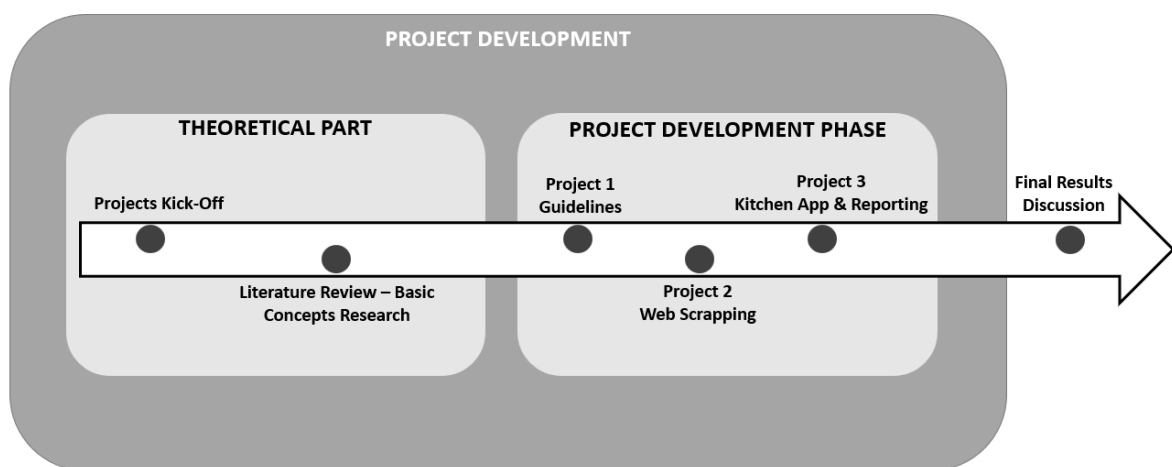 PROJECT DEVELOPMENT
THEORETICAL PART
PROJECT DEVELOPMENT PHASE
Projects Kick-Off
Literature Review – Basic
Concepts Research
Project 1
Guidelines
Project 2
Web Scrapping
Project 3
Kitchen App & Reporting
Final Results
Discussion